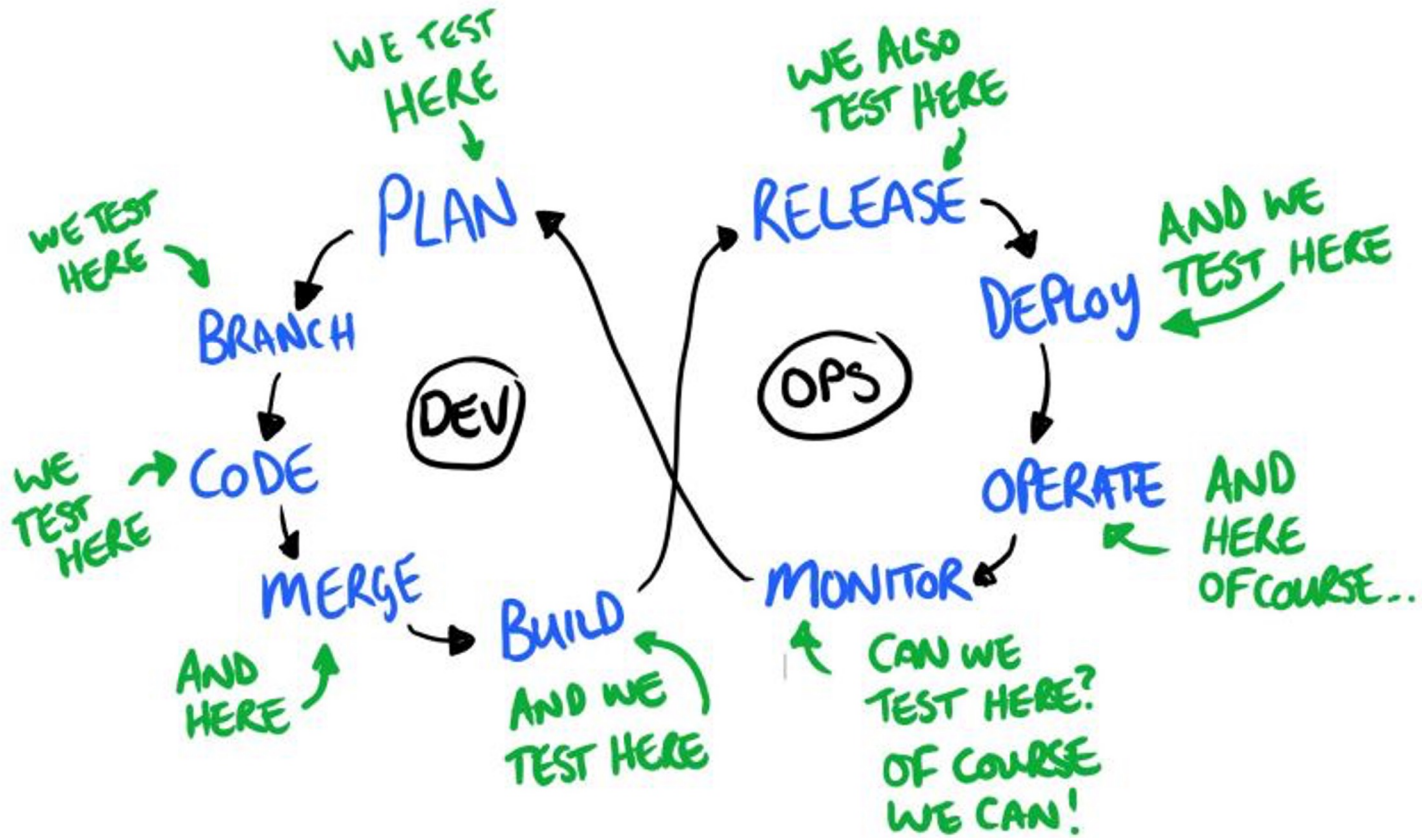 WE TEST
HERE
PLAN
WE TEST
HERE
BRANCH
DEV
WE
TEST
HERE
CODE
MERGE
AND
HERE
BUILD
AND WE
TEST HERE
WE ALSO
TEST HERE
RELEASE
AND WE
TEST HERE
DEPLOY
OPS
OPERATE
AND
HERE
OF COURSE...
MONITOR
CAN WE
TEST HERE?
OF COURSE
WE CAN!